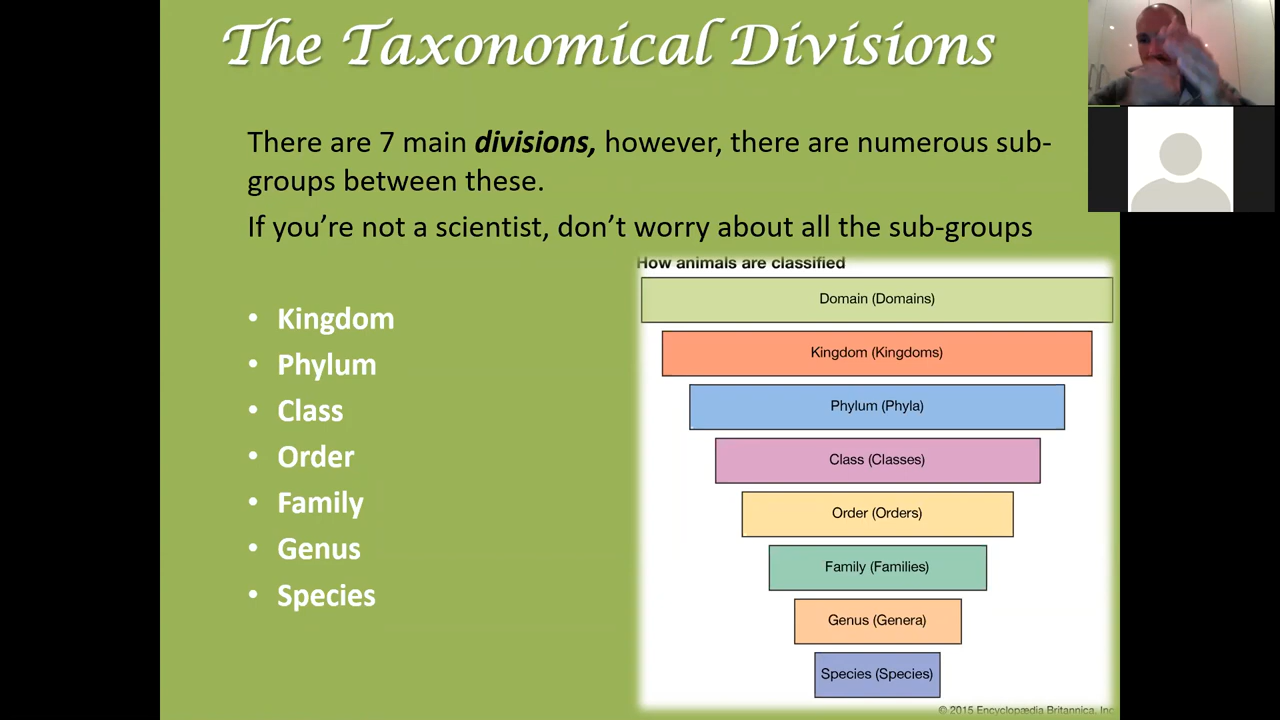 The Taxonomical Divisions
There are 7 main divisions, however, there are numerous sub-
groups between these.
If you’re not a scientist, don’t worry about all the sub-groups
• Kingdom
• Phylum
• Class
• Order
• Family
• Genus
• Species
How animals are classified
Domain (Domains)
Kingdom (Kingdoms)
Phylum (Phyla)
Class (Classes)
Order (Orders)
Family (Families)
Genus (Genera)
Species (Species)
© 2015 Encyclopædia Britannica, Inc